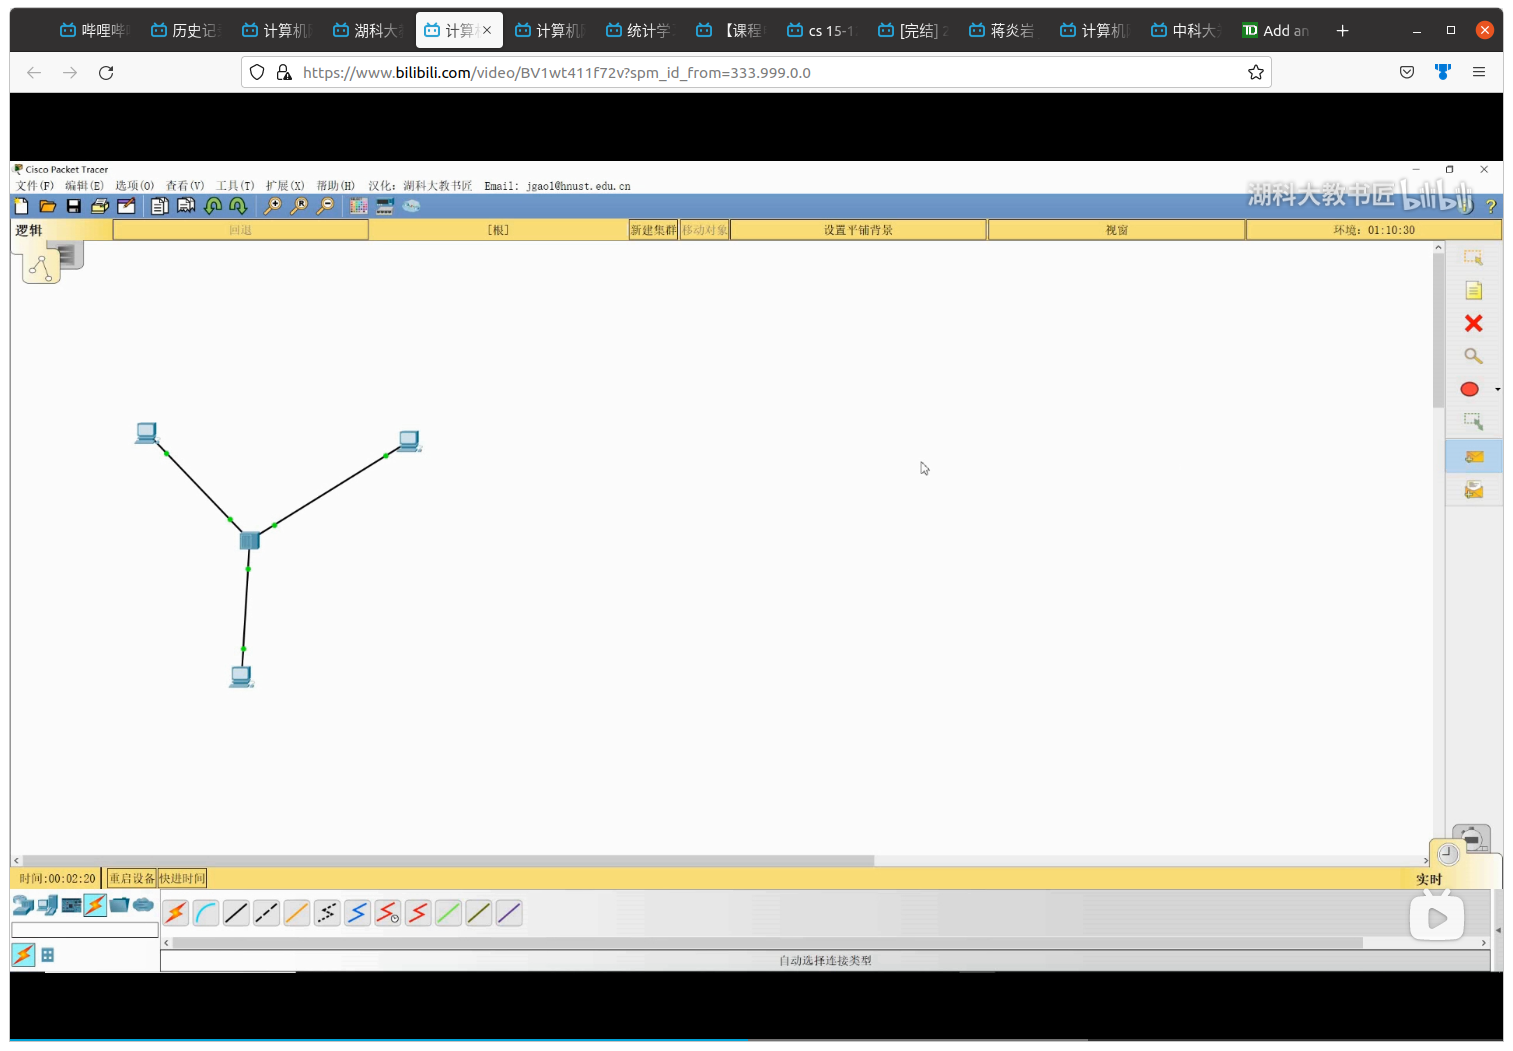 哔哩哔 历史记 计算机 湖科大 计算机 计算机 统计学 【课程 cs 15-1 [完结] 2 蒋炎岩 计算机 中科大 Add an
https://www.bilibili.com/video/BV1wt411f72v?spm_id_from=333.999.0.0
Cisco Packet Tracer
文件(F) 编辑(E) 选项(O) 查看(V) 工具(T) 扩展(X) 帮助(H) 汉化: 湖科大教书匠 Email: jgaol@hnust.edu.cn
湖科大教书匠 bilibili
逻辑 回退 [根] 新建集群 移动对象 设置平铺背景 视窗 环境: 01:10:30
时间:00:02:20 重启设备 快进时间
实时
自动选择连接类型